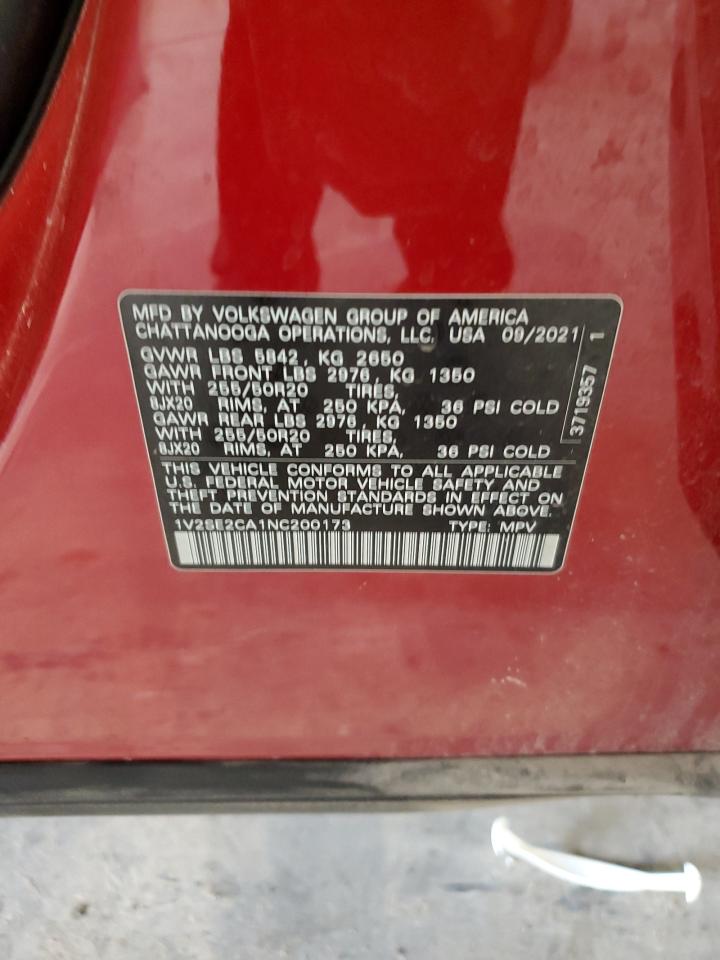 MFD BY VOLKSWAGEN GROUP OF AMERICA
CHATTANOOGA OPERATIONS, LLC. USA 09/2021
GVWR LBS 5842, KG 2650
GAWR FRONT LBS 2976, KG 1350
WITH 255/50R20 TIRES,
8JX20 RIMS, AT 250 KPA, 36 PSI COLD
GAWR REAR LBS 2976, KG 1350
WITH 255/50R20 TIRES,
8JX20 RIMS, AT 250 KPA, 36 PSI COLD
THIS VEHICLE CONFORMS TO ALL APPLICABLE
U.S. FEDERAL MOTOR VEHICLE SAFETY AND
THEFT PREVENTION STANDARDS IN EFFECT ON
THE DATE OF MANUFACTURE SHOWN ABOVE.
1V2SE2CA1NC200173 TYPE: MPV
3719357 1